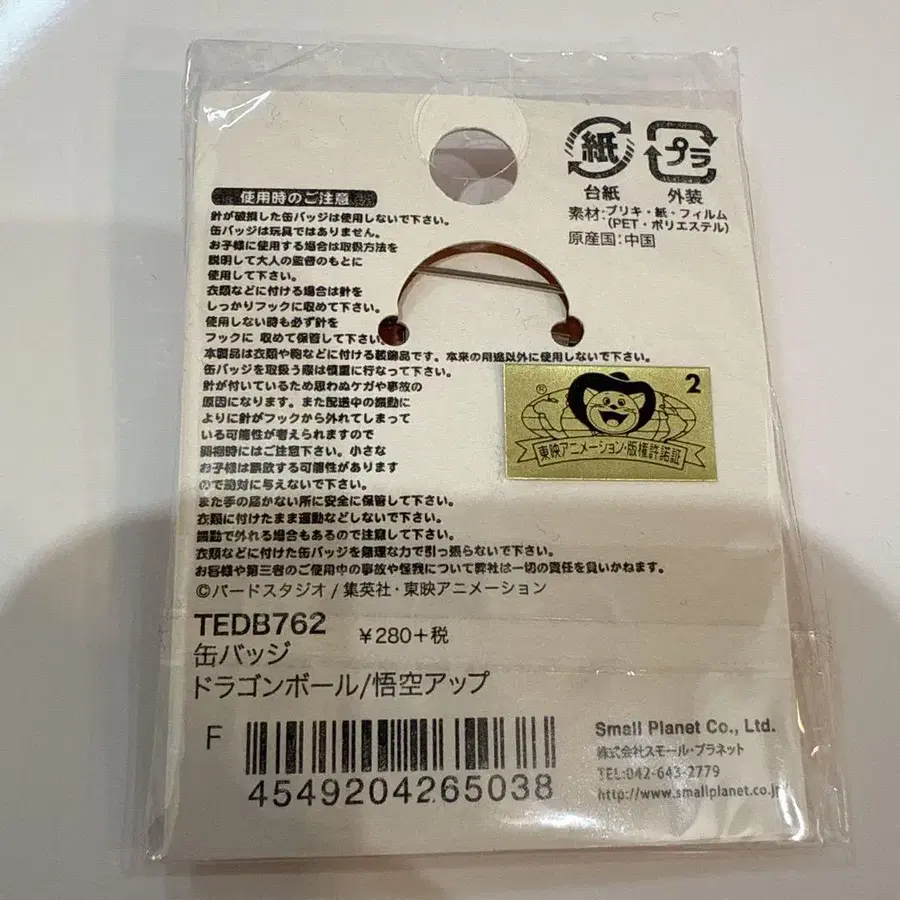 紙
プラ
台紙
外装
素材:ブリキ・紙・フィルム
(PET・ポリエステル)
原産国:中国
使用時のご注意
針が破損した缶バッジは使用しないで下さい。
缶バッジは玩具ではありません。
お子様に使用する場合は取扱方法を
説明して大人の監督のもとに
使用して下さい。
衣類などに付ける場合は針を
しっかりフックに収めて下さい。
使用しない時も必ず針を
フックに 収めて保管して下さい。
本製品は衣類や鞄などに付ける装飾品です。本来の用途以外に使用しないで下さい。
缶バッジを取扱う際は慎重に行なって下さい。
針が付いているため思わぬケガや事故の
原因になります。また配送中の振動に
よりに針がフックから外れてしまって
いる可能性が考えられますので
開梱時にはご注意下さい。小さな
お子様は誤飲する可能性があります
ので絶対に与えないで下さい。
また手の届かない所に安全に保管して下さい。
衣類に付けたまま運動などしないで下さい。
振動で外れる場合もあるので注意して下さい。
衣類などに付けた缶バッジを無理な力で引っ張らないで下さい。
お客様や第三者のご使用中の事故や怪我について弊社は一切の責任を負いかねます。
2
®
東映アニメーション・版権許諾証
©バードスタジオ / 集英社・東映アニメーション
TEDB762 ¥280+税
缶バッジ
ドラゴンボール/悟空アップ
F
4549204265038
Small Planet Co., Ltd.
株式会社スモール・プラネット
TEL:042-643-2779
http://www.smallplanet.co.jp/